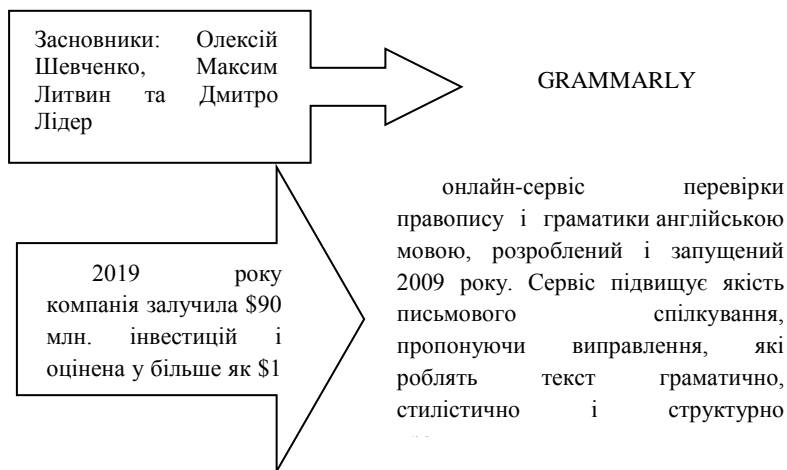 Засновники: Олексій
Шевченко, Максим
Литвин та Дмитро
Лідер
GRAMMARLY
2019 року
компанія залучила $90
млн. інвестицій і
оцінена у більше як $1
онлайн-сервіс перевірки
правопису і граматики англійською
мовою, розроблений і запущений
2009 року. Сервіс підвищує якість
письмового спілкування,
пропонуючи виправлення, які
роблять текст граматично,
стилістично і структурно